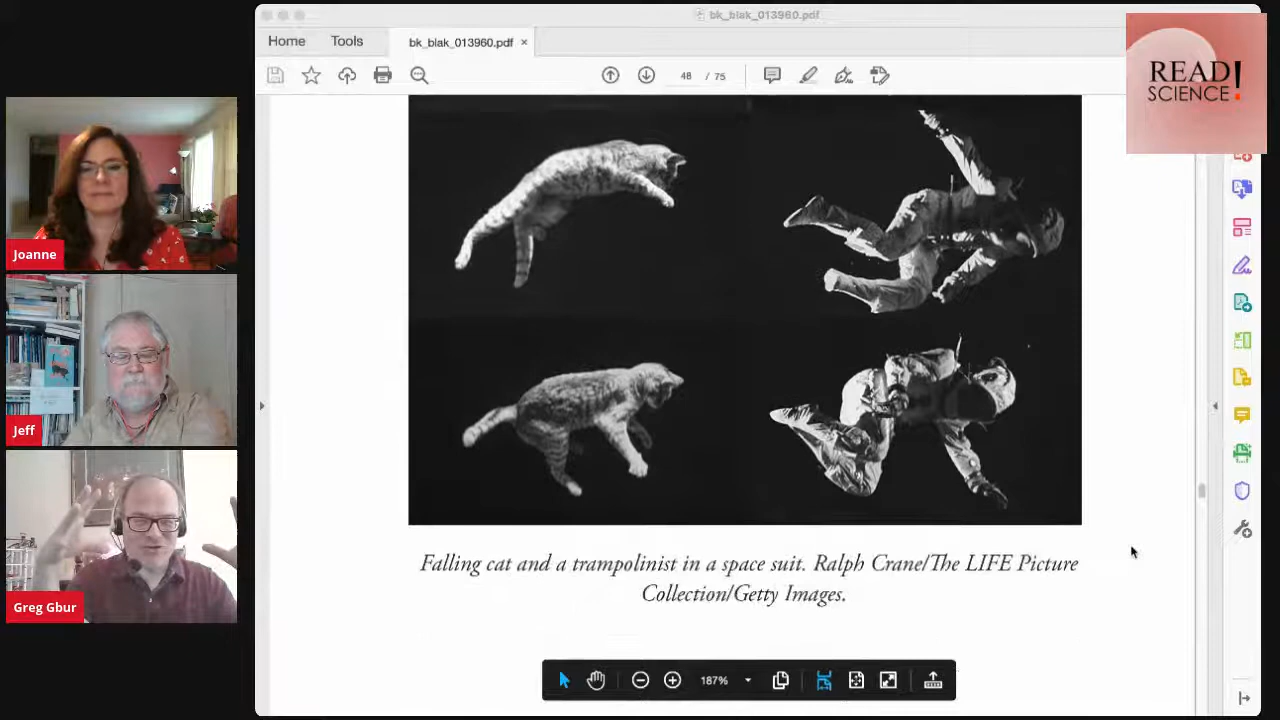 bk_blak_013960.pdf
Home
Tools
bk_blak_013960.pdf ×
48 / 75
READ
SCIENCE!
Joanne
Jeff
Greg Gbur
Falling cat and a trampolinist in a space suit. Ralph Crane/The LIFE Picture
Collection/Getty Images.
187%